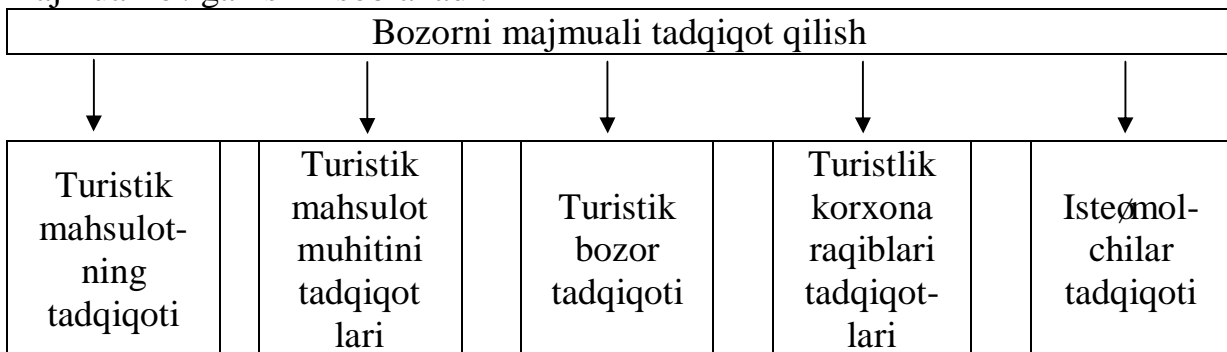 Bozorni majmuali tadqiqot qilish
Turistik
mahsulot-
ning
tadqiqoti
Turistik
mahsulot
muhitini
tadqiqot
lari
Turistik
bozor
tadqiqoti
Turistlik
korxona
raqiblari
tadqiqot-
lari
Isteømol-
chilar
tadqiqoti